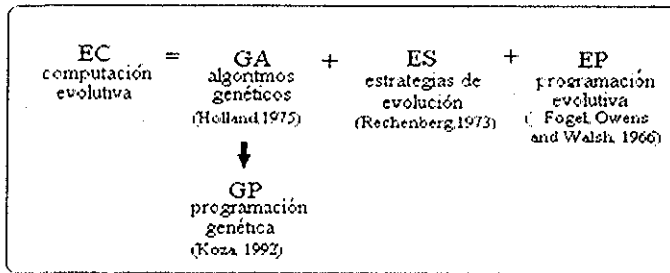 EC = GA + ES + EP
computación evolutiva
algoritmos genéticos
(Holland,1975)
estrategias de evolución
(Rechenberg,1973)
programación evolutiva
( Fogel, Owens and Walsh, 1966)
GP
programación
genética
(Koza, 1992)